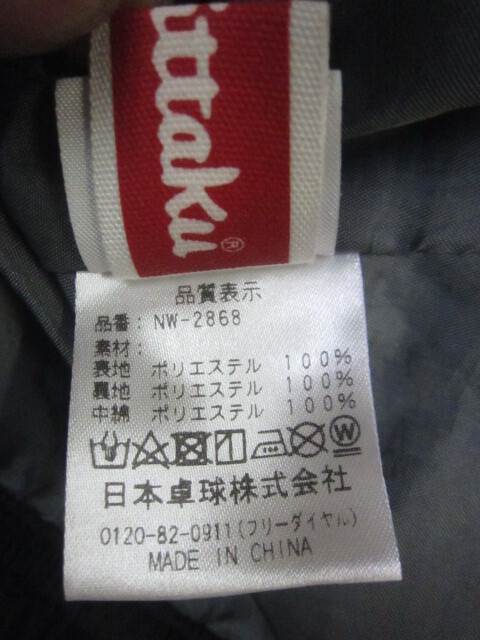 ittaku®
品質表示
品番: NW-2868
素材:
表地 ポリエステル 100%
裏地 ポリエステル 100%
中綿 ポリエステル 100%
W
日本卓球株式会社
0120-82-0911(フリーダイヤル)
MADE IN CHINA